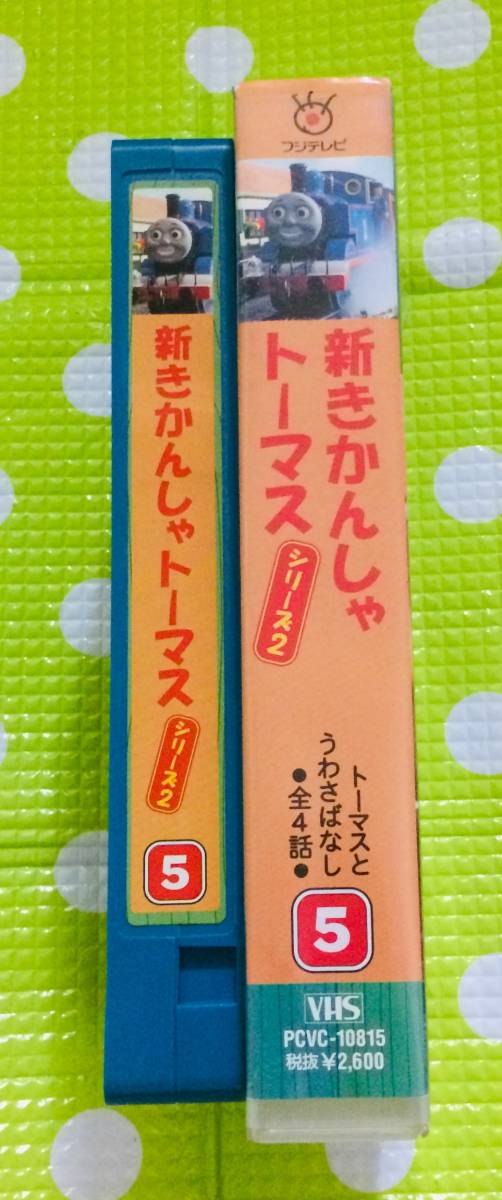 新きかんしゃトーマス
シリーズ2
5
フジテレビ
新きかんしゃ
トーマス
シリーズ2
トーマスと
うわさばなし
●全4話●
5
VHS
PCVC-10815
税抜¥2,600